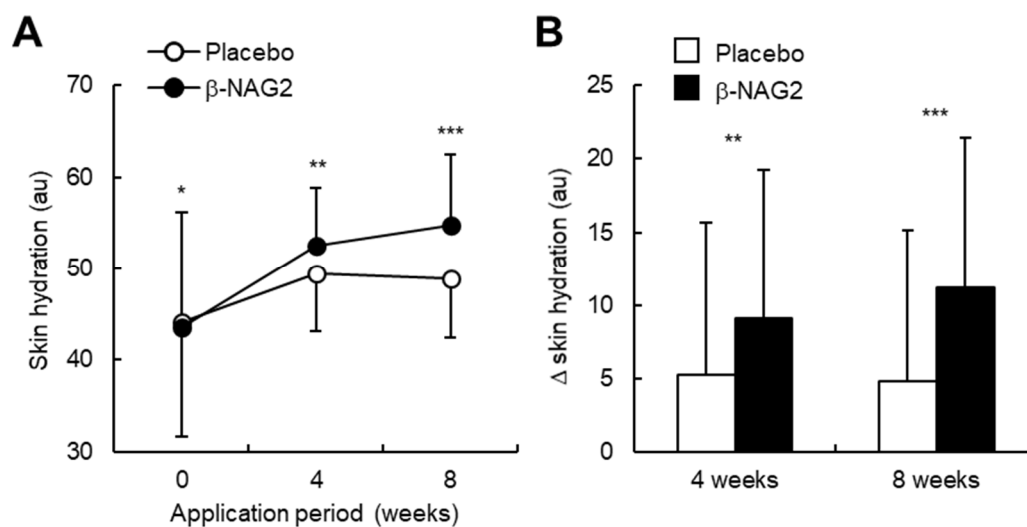 A
Placebo
β-NAG2
70
60
50
40
30
Skin hydration (au)
*
**
***
0 4 8
Application period (weeks)
B
Placebo
β-NAG2
25
20
15
10
5
0
Δ skin hydration (au)
**
***
4 weeks 8 weeks